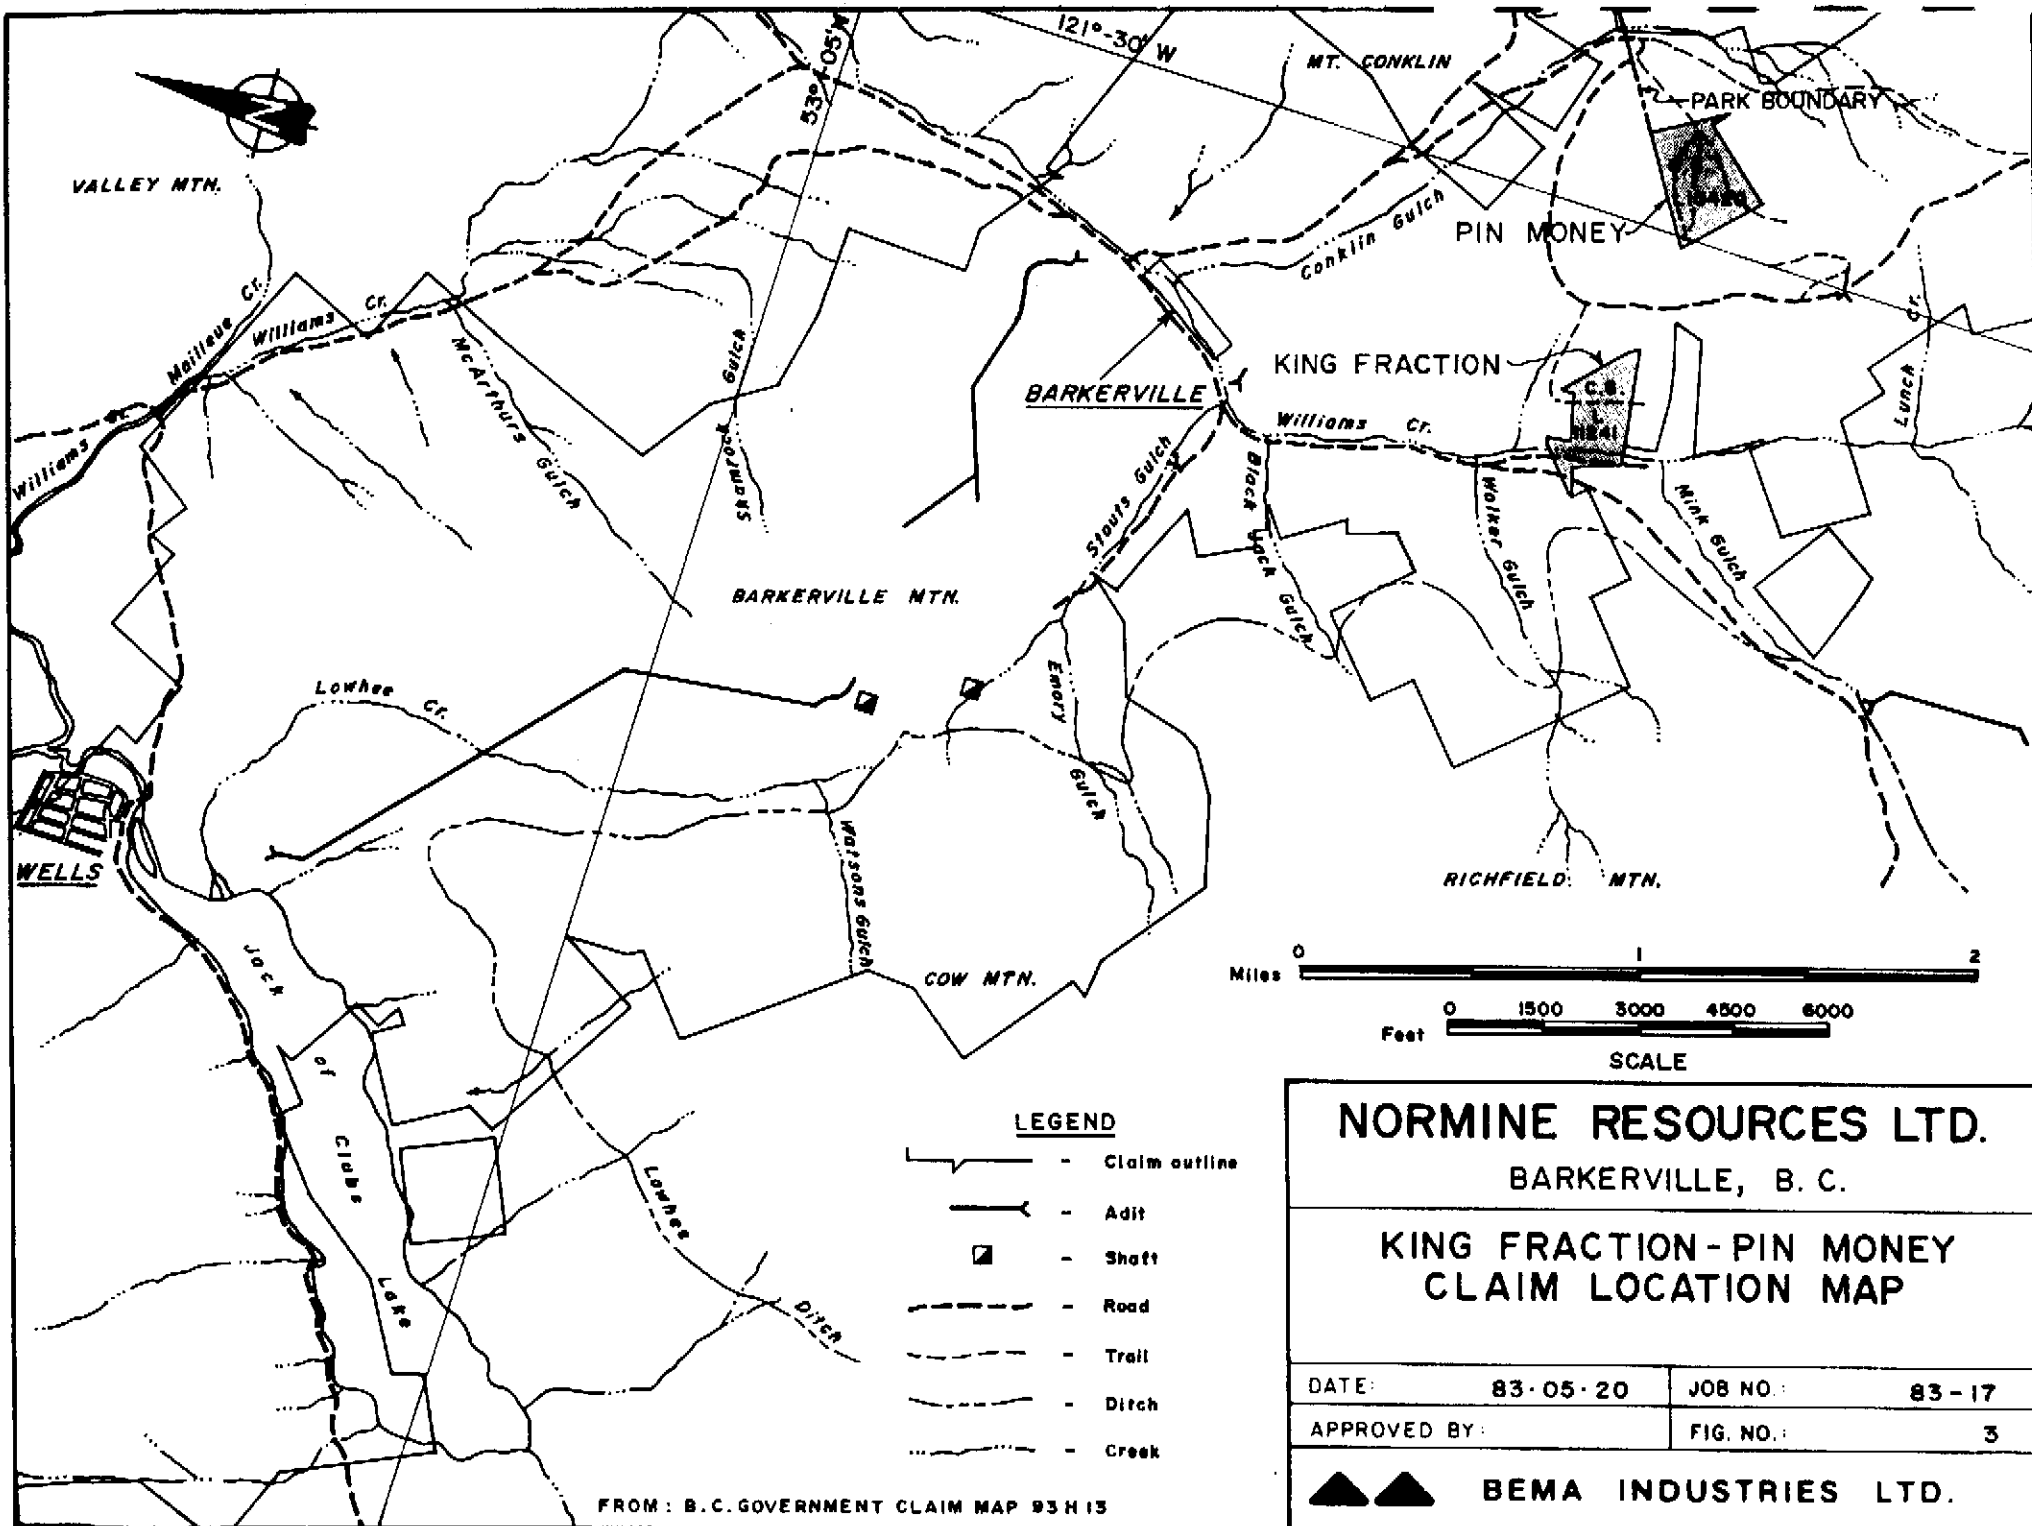 53°-05' W
121°-30' W
MT. CONKLIN
PARK BOUNDARY
VALLEY MTN.
PIN MONEY
Conklin Gulch
Mailleue Cr.
Williams Cr.
McArthurs Gulch
Shamrock Gulch
KING FRACTION
C.G.
L.
11241
BARKERVILLE
Williams Cr.
Lunch Cr.
Williams
Stouts Gulch
Black Jack Gulch
Walker Gulch
Mink Gulch
BARKERVILLE MTN.
Lowhee Cr.
Emory Gulch
WELLS
Watsons Gulch
RICHFIELD MTN.
COW MTN.
Jack of Clubs Lake
Lowhee Ditch
Miles 0 1 2
0 1500 3000 4500 6000
Feet
SCALE
LEGEND
- Claim outline
- Adit
- Shaft
- Road
- Trail
- Ditch
- Creek
FROM: B.C. GOVERNMENT CLAIM MAP 93 H 13
NORMINE RESOURCES LTD.
BARKERVILLE, B. C.
KING FRACTION - PIN MONEY
CLAIM LOCATION MAP
DATE: 83·05·20 JOB NO.: 83-17
APPROVED BY: FIG. NO.: 3
BEMA INDUSTRIES LTD.